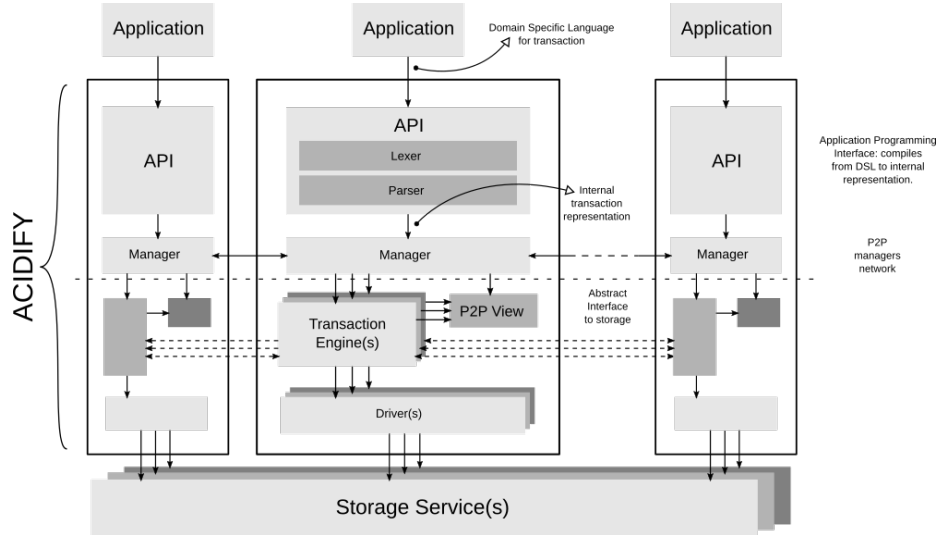 Application
Application
Application
Domain Specific Language
for transaction
API
API
Lexer
Parser
API
Application Programming
Interface: compiles
from DSL to internal
representation.
Internal
transaction
representation
Manager
Manager
Manager
P2P
managers
network
ACIDIFY
Transaction
Engine(s)
P2P View
Abstract
Interface
to storage
Driver(s)
Storage Service(s)